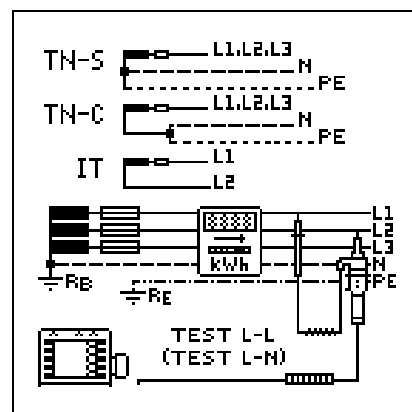 TN-S L1,L2,L3
N
PE
TN-C L1,L2,L3
N
PE
IT L1
L2
8888
kWh
L1
L2
L3
N
PE
RB
RE
TEST L-L
(TEST L-N)